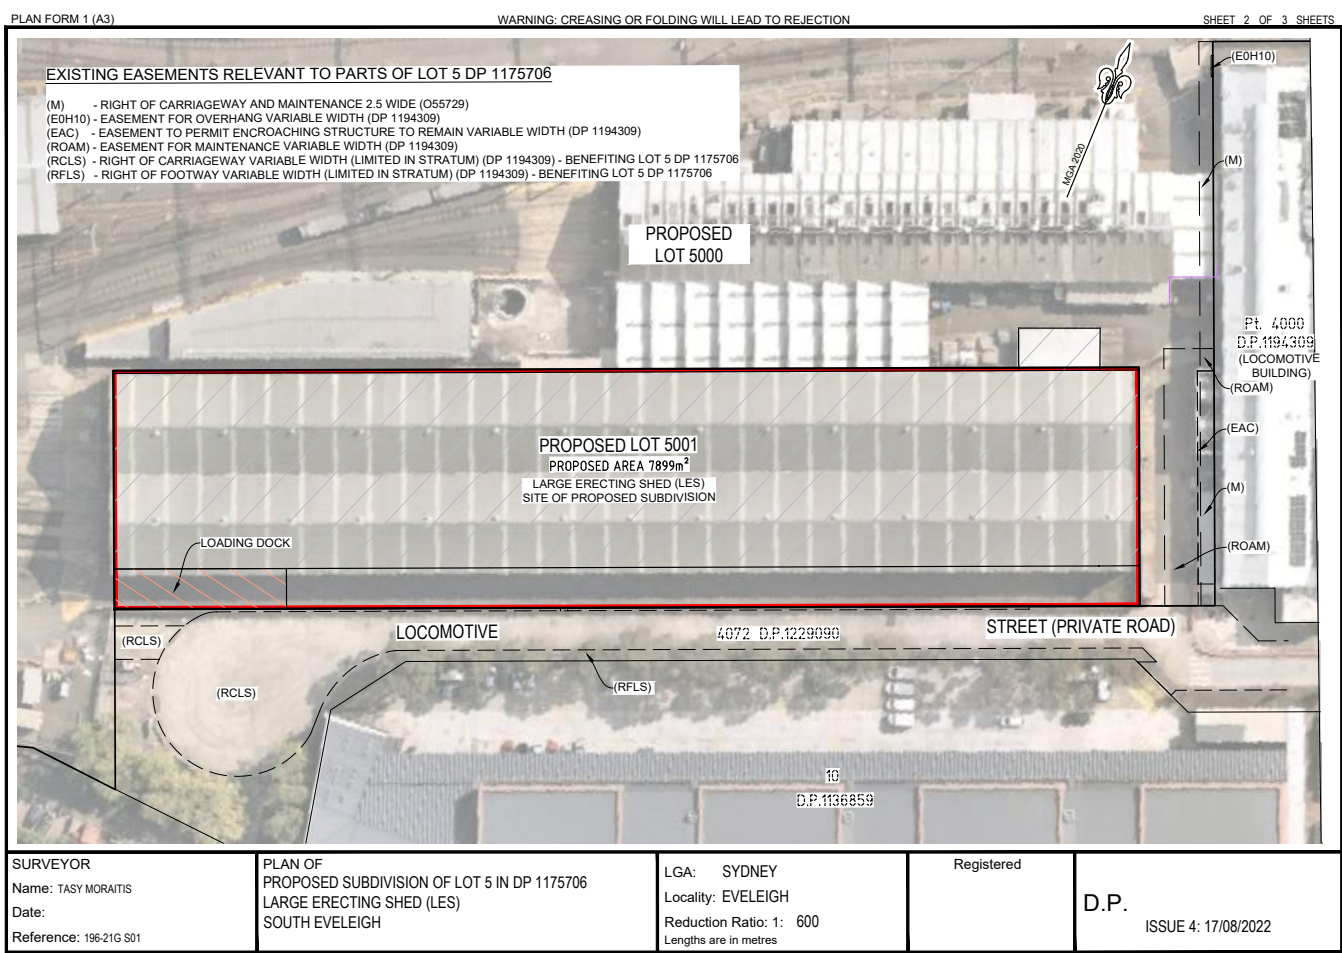 PLAN FORM 1 (A3)
WARNING: CREASING OR FOLDING WILL LEAD TO REJECTION
SHEET 2 OF 3 SHEETS
EXISTING EASEMENTS RELEVANT TO PARTS OF LOT 5 DP 1175706
(M) - RIGHT OF CARRIAGEWAY AND MAINTENANCE 2.5 WIDE (O55729)
(E0H10) - EASEMENT FOR OVERHANG VARIABLE WIDTH (DP 1194309)
(EAC) - EASEMENT TO PERMIT ENCROACHING STRUCTURE TO REMAIN VARIABLE WIDTH (DP 1194309)
(ROAM) - EASEMENT FOR MAINTENANCE VARIABLE WIDTH (DP 1194309)
(RCLS) - RIGHT OF CARRIAGEWAY VARIABLE WIDTH (LIMITED IN STRATUM) (DP 1194309) - BENEFITING LOT 5 DP 1175706
(RFLS) - RIGHT OF FOOTWAY VARIABLE WIDTH (LIMITED IN STRATUM) (DP 1194309) - BENEFITING LOT 5 DP 1175706
MGA 2020
(E0H10)
(M)
PROPOSED
LOT 5000
Pt. 4000
D.P.1194309
(LOCOMOTIVE
BUILDING)
(ROAM)
(EAC)
(M)
(ROAM)
PROPOSED LOT 5001
PROPOSED AREA 7899m²
LARGE ERECTING SHED (LES)
SITE OF PROPOSED SUBDIVISION
LOADING DOCK
(RCLS)
LOCOMOTIVE
4072 D.P.1229090
STREET (PRIVATE ROAD)
(RCLS)
(RFLS)
10
D.P.1136859
SURVEYOR
Name: TASY MORAITIS
Date:
Reference: 196-21G S01
PLAN OF
PROPOSED SUBDIVISION OF LOT 5 IN DP 1175706
LARGE ERECTING SHED (LES)
SOUTH EVELEIGH
LGA: SYDNEY
Locality: EVELEIGH
Reduction Ratio: 1: 600
Lengths are in metres
Registered
D.P.
ISSUE 4: 17/08/2022